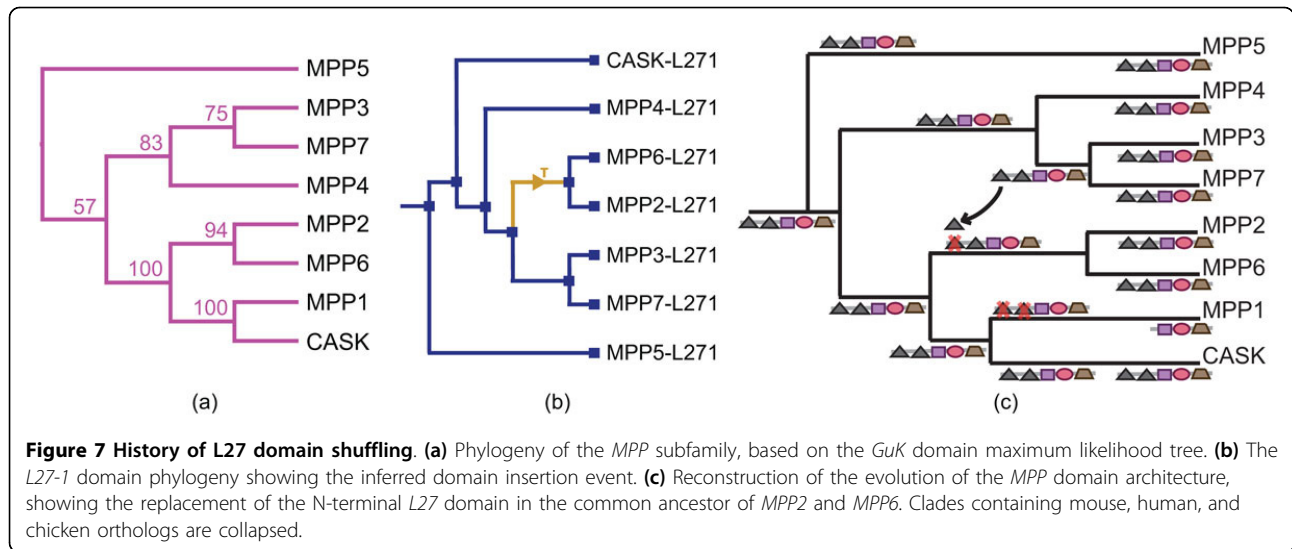 MPP5
MPP3
MPP7
MPP4
MPP2
MPP6
MPP1
CASK
75
83
57
94
100
100
(a)
CASK-L271
MPP4-L271
T
MPP6-L271
MPP2-L271
MPP3-L271
MPP7-L271
MPP5-L271
(b)
MPP5
MPP4
MPP3
MPP7
MPP2
MPP6
MPP1
CASK
(c)
Figure 7 History of L27 domain shuffling. (a) Phylogeny of the MPP subfamily, based on the GuK domain maximum likelihood tree. (b) The
L27-1 domain phylogeny showing the inferred domain insertion event. (c) Reconstruction of the evolution of the MPP domain architecture,
showing the replacement of the N-terminal L27 domain in the common ancestor of MPP2 and MPP6. Clades containing mouse, human, and
chicken orthologs are collapsed.